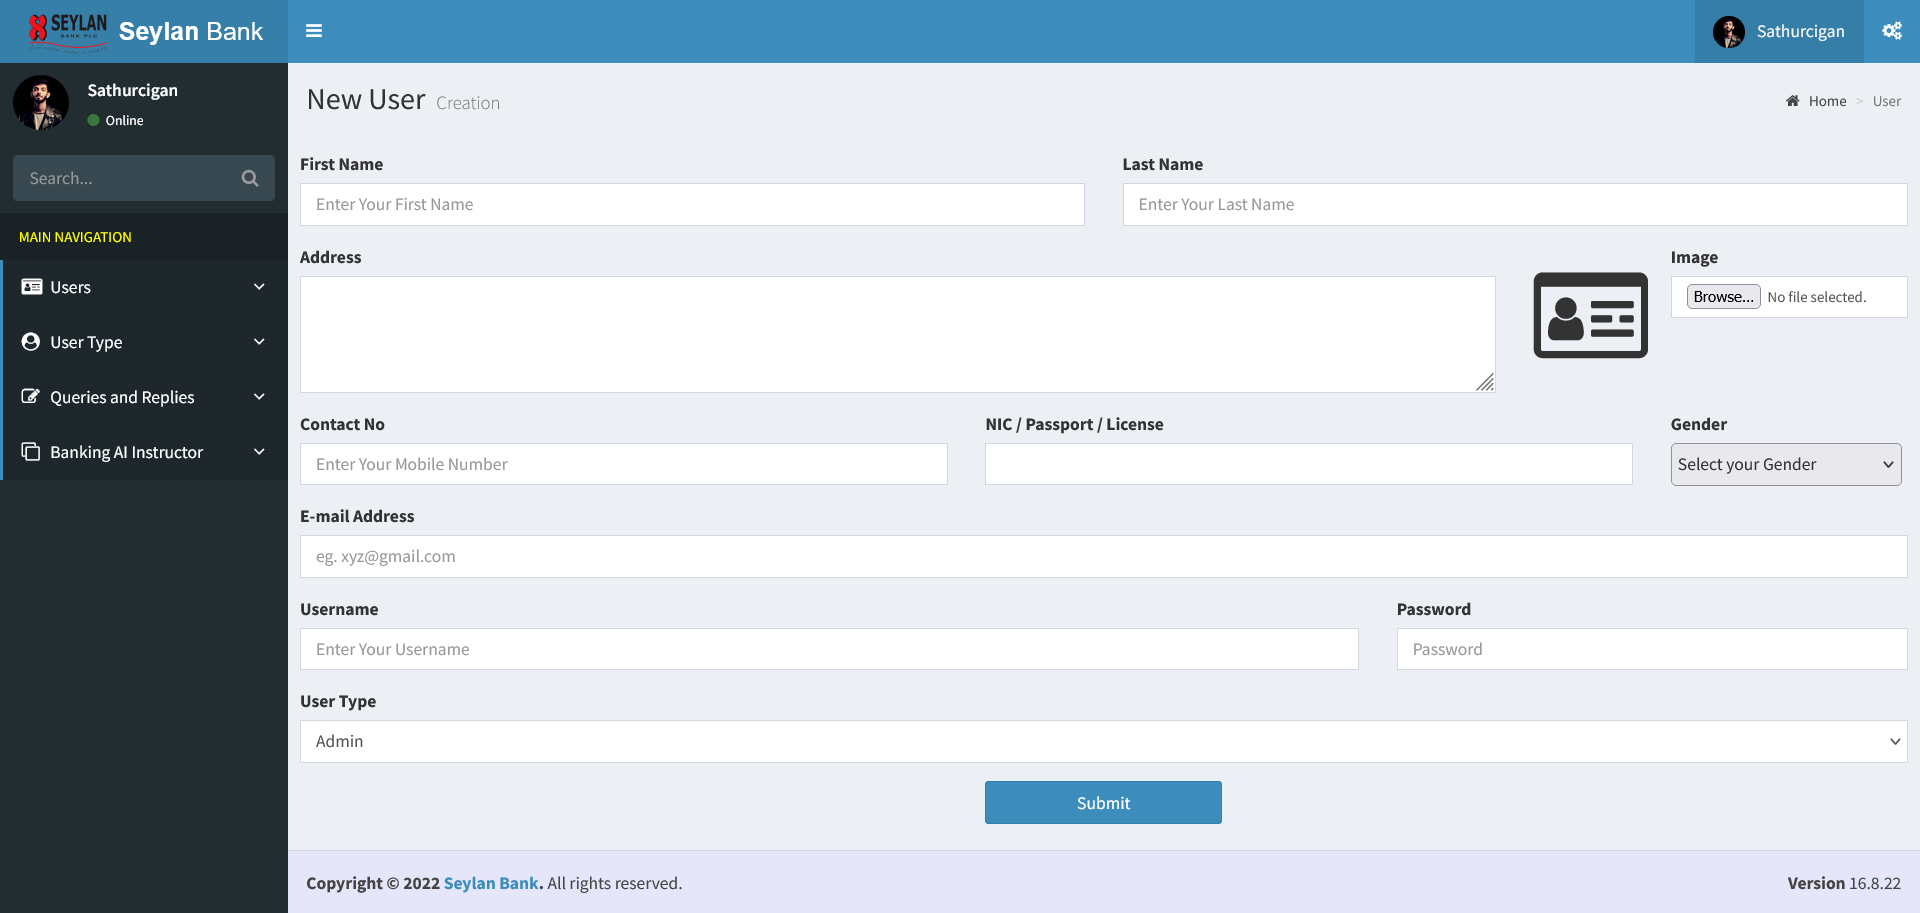 SEYLAN
BANK PLC
Seylan Bank
Sathurcigan
Sathurcigan
Online
Search...
MAIN NAVIGATION
Users
User Type
Queries and Replies
Banking AI Instructor
New User Creation
Home > User
First Name
Last Name
Enter Your First Name
Enter Your Last Name
Address
Image
Browse... No file selected.
Contact No
NIC / Passport / License
Gender
Enter Your Mobile Number
Select your Gender
E-mail Address
eg. xyz@gmail.com
Username
Password
Enter Your Username
Password
User Type
Admin
Submit
Copyright © 2022 Seylan Bank. All rights reserved.
Version 16.8.22